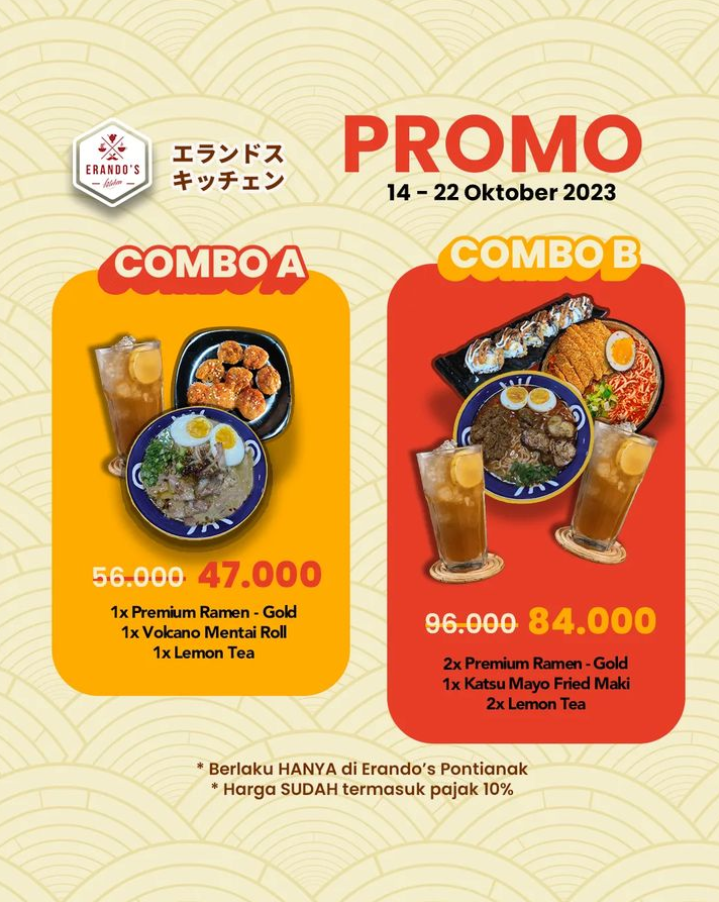 ERANDO'S
Kitchen
エランドス
キッチェン
PROMO
14 - 22 Oktober 2023
COMBO A
56.000 47.000
1x Premium Ramen - Gold
1x Volcano Mentai Roll
1x Lemon Tea
COMBO B
96.000 84.000
2x Premium Ramen - Gold
1x Katsu Mayo Fried Maki
2x Lemon Tea
* Berlaku HANYA di Erando's Pontianak
* Harga SUDAH termasuk pajak 10%